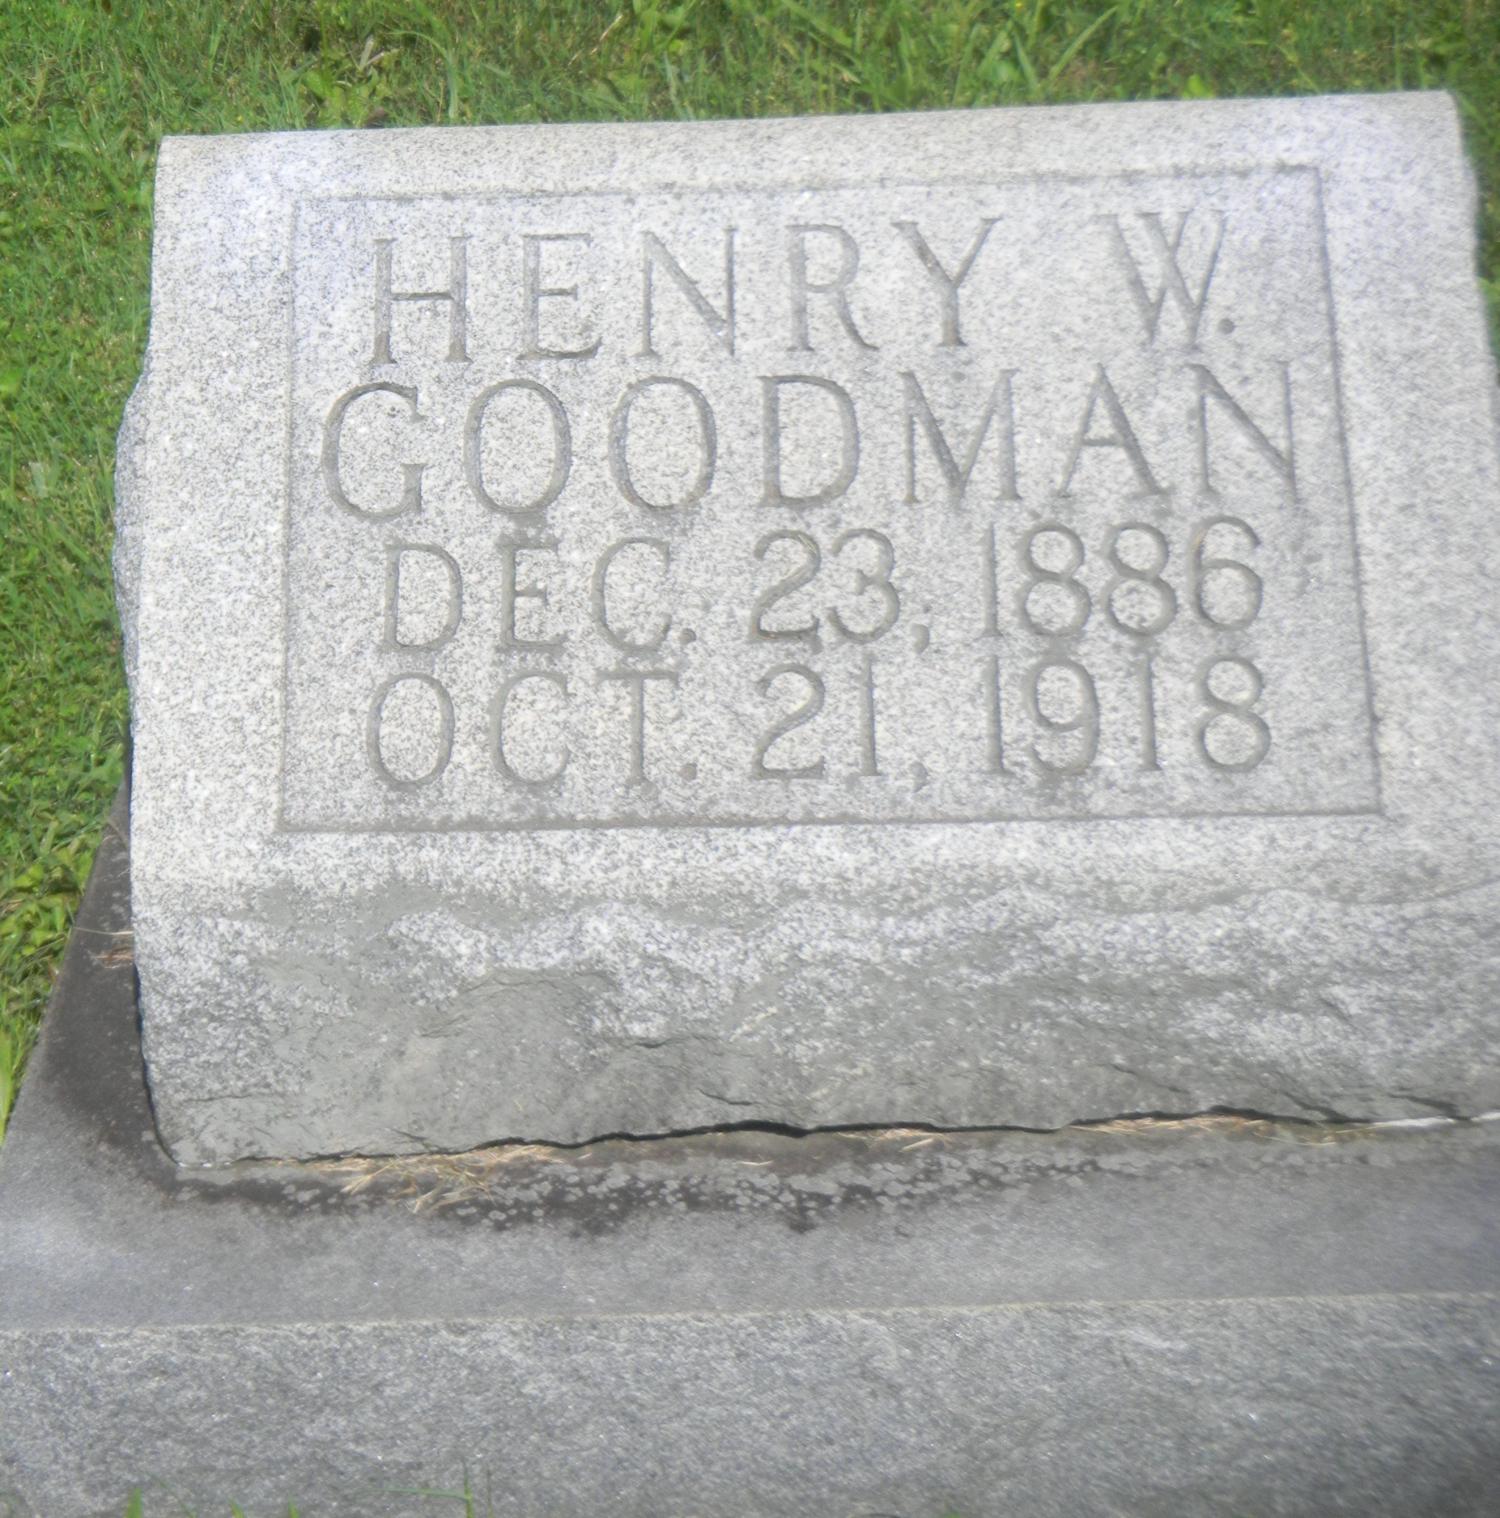 HENRY W.
GOODMAN
DEC. 23, 1886
OCT. 21, 1918